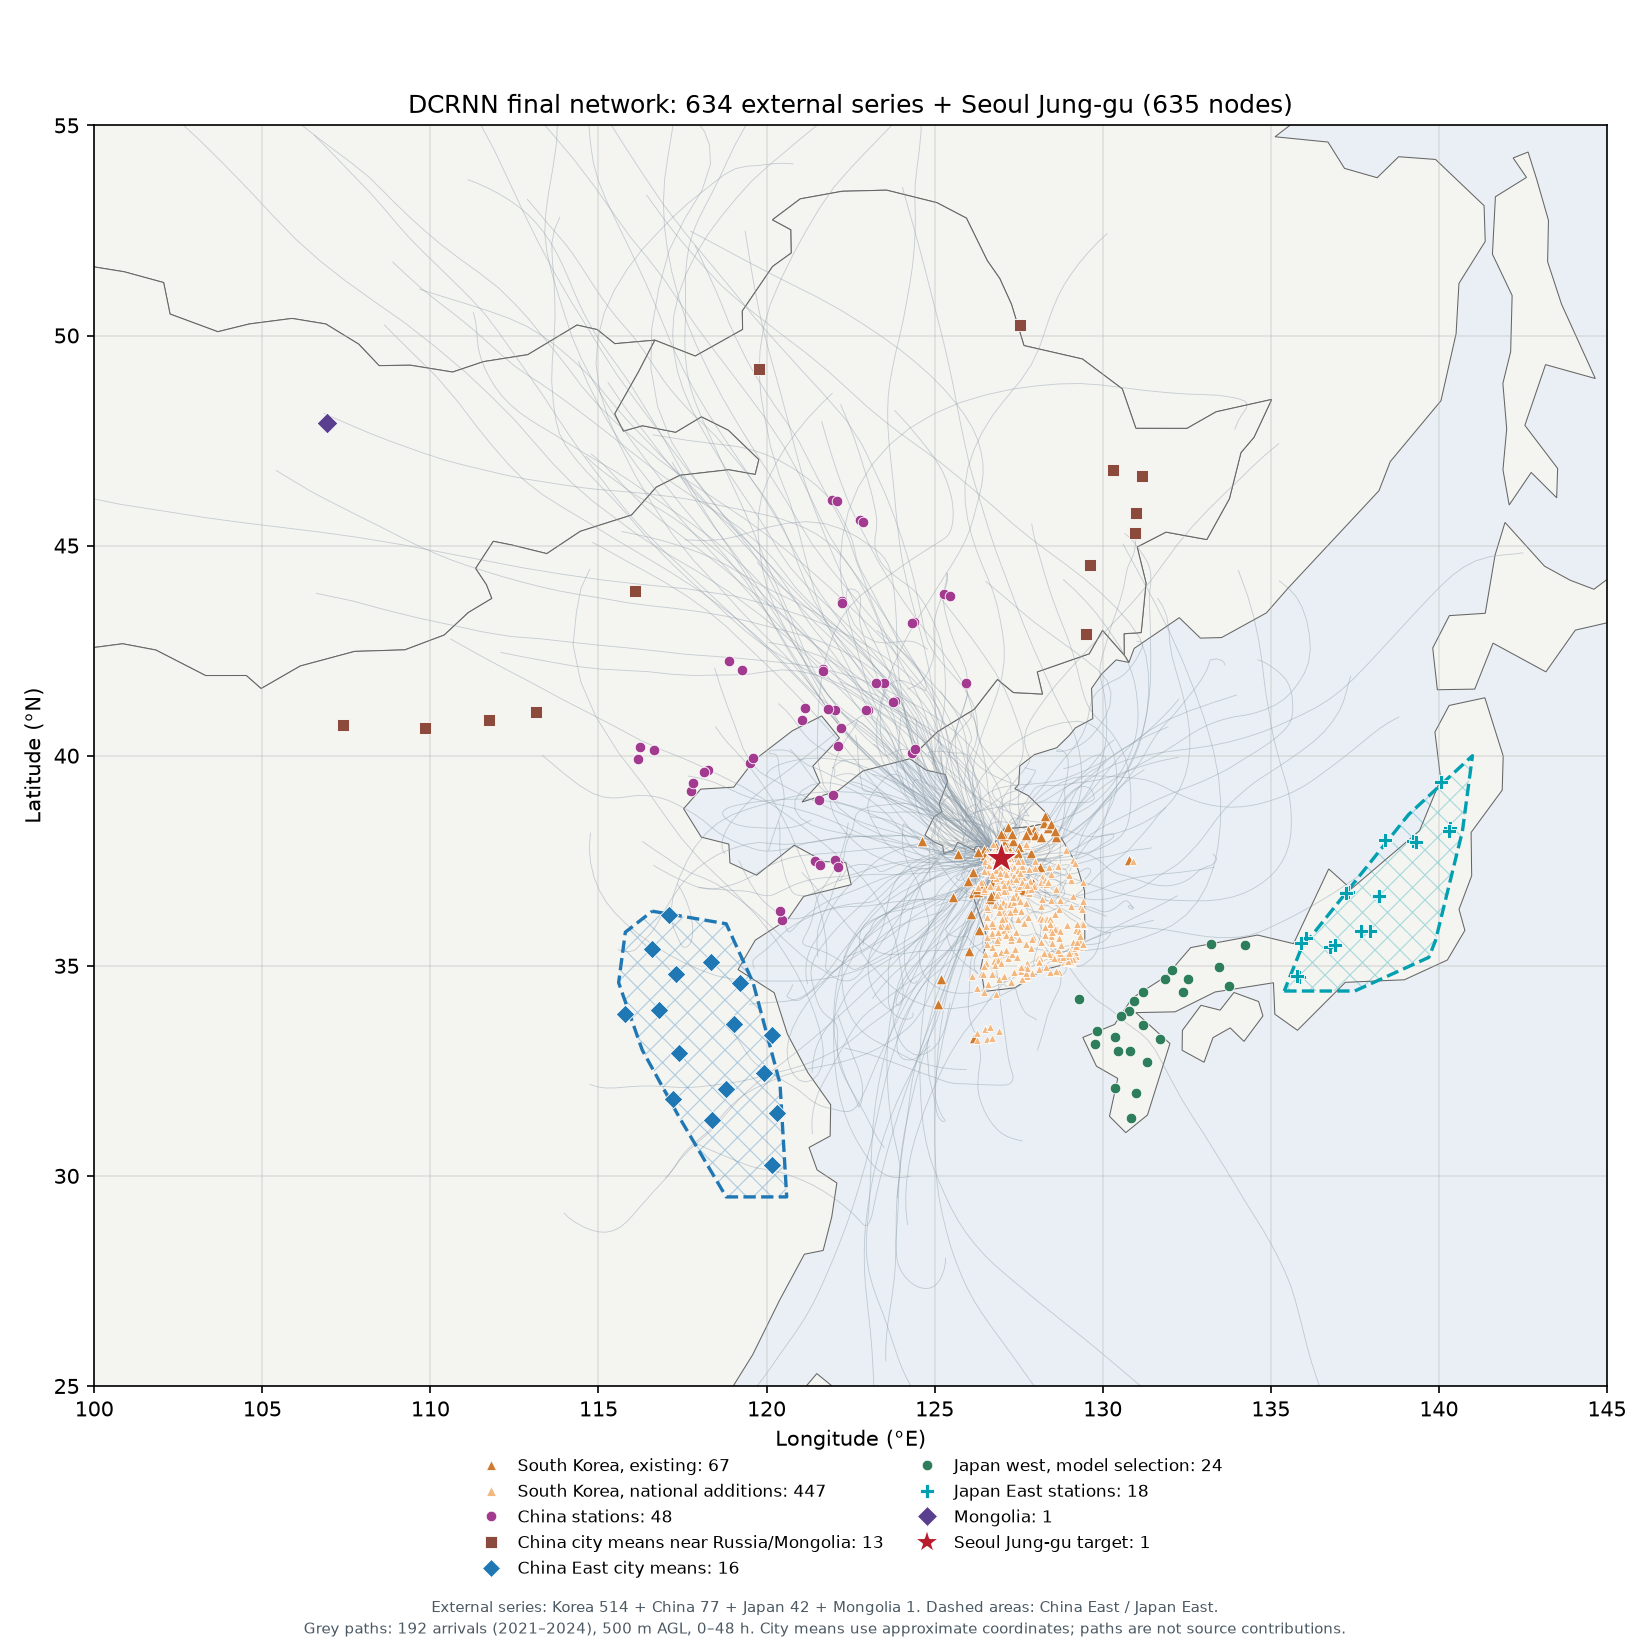 DCRNN final network: 634 external series + Seoul Jung-gu (635 nodes)
55
50
45
40
35
30
25
Latitude (°N)
100 105 110 115 120 125 130 135 140 145
Longitude (°E)
South Korea, existing: 67
South Korea, national additions: 447
China stations: 48
China city means near Russia/Mongolia: 13
China East city means: 16
Japan west, model selection: 24
Japan East stations: 18
Mongolia: 1
Seoul Jung-gu target: 1
External series: Korea 514 + China 77 + Japan 42 + Mongolia 1. Dashed areas: China East / Japan East.
Grey paths: 192 arrivals (2021–2024), 500 m AGL, 0–48 h. City means use approximate coordinates; paths are not source contributions.